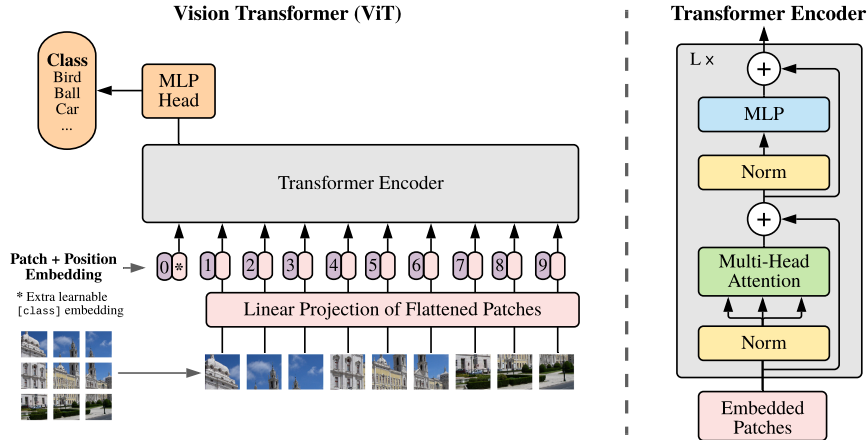 Vision Transformer (ViT)
Class
Bird
Ball
Car
...
MLP
Head
Transformer Encoder
Patch + Position
Embedding
0 * 1 2 3 4 5 6 7 8 9
* Extra learnable
[class] embedding
Linear Projection of Flattened Patches
Transformer Encoder
L x
+
MLP
Norm
+
Multi-Head
Attention
Norm
Embedded
Patches